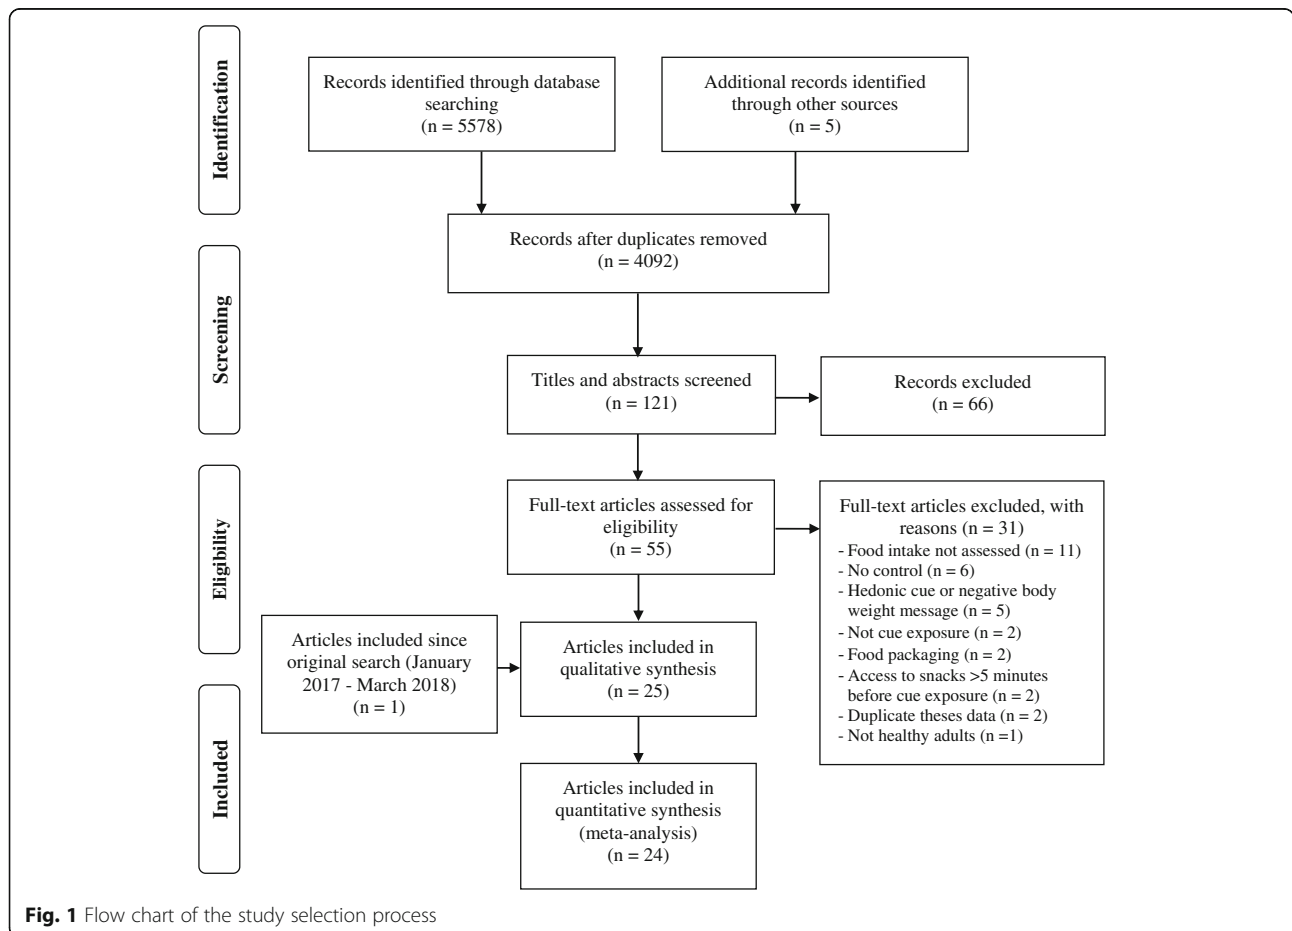 Identification
Records identified through database
searching
(n = 5578)
Additional records identified
through other sources
(n = 5)
Records after duplicates removed
(n = 4092)
Screening
Titles and abstracts screened
(n = 121)
Records excluded
(n = 66)
Eligibility
Full-text articles assessed for
eligibility
(n = 55)
Full-text articles excluded, with
reasons (n = 31)
- Food intake not assessed (n = 11)
- No control (n = 6)
- Hedonic cue or negative body
weight message (n = 5)
- Not cue exposure (n = 2)
- Food packaging (n = 2)
- Access to snacks >5 minutes
before cue exposure (n = 2)
- Duplicate theses data (n = 2)
- Not healthy adults (n =1)
Articles included since
original search (January
2017 - March 2018)
(n = 1)
Articles included in
qualitative synthesis
(n = 25)
Included
Articles included in
quantitative synthesis
(meta-analysis)
(n = 24)
Fig. 1 Flow chart of the study selection process